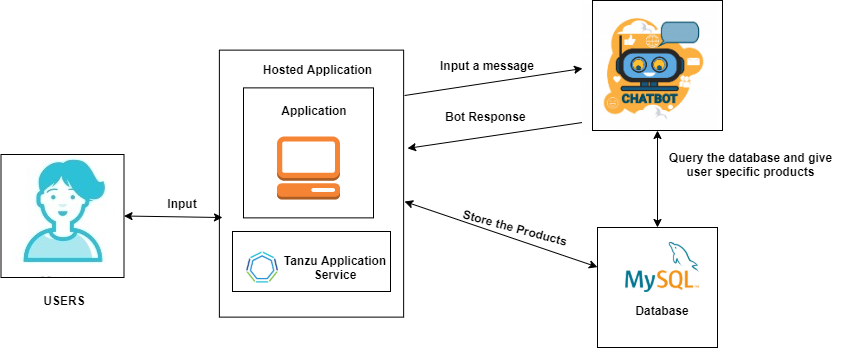 Hosted Application
Application
Tanzu Application
Service
USERS
Input
Input a message
Bot Response
Store the Products
CHATBOT
Query the database and give
user specific products
MySQL
Database